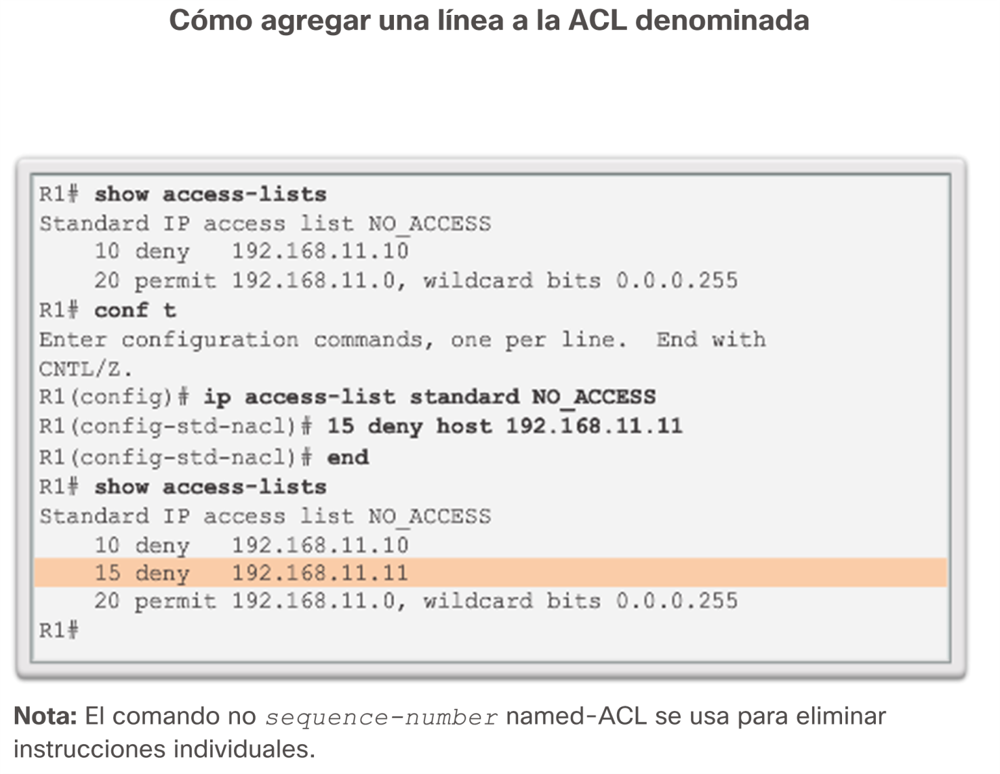 Cómo agregar una línea a la ACL denominada
R1# show access-lists
Standard IP access list NO_ACCESS
    10 deny   192.168.11.10
    20 permit 192.168.11.0, wildcard bits 0.0.0.255
R1# conf t
Enter configuration commands, one per line.  End with
CNTL/Z.
R1(config)# ip access-list standard NO_ACCESS
R1(config-std-nacl)# 15 deny host 192.168.11.11
R1(config-std-nacl)# end
R1# show access-lists
Standard IP access list NO_ACCESS
    10 deny   192.168.11.10
    15 deny   192.168.11.11
    20 permit 192.168.11.0, wildcard bits 0.0.0.255
R1#
Nota: El comando no sequence-number named-ACL se usa para eliminar
instrucciones individuales.